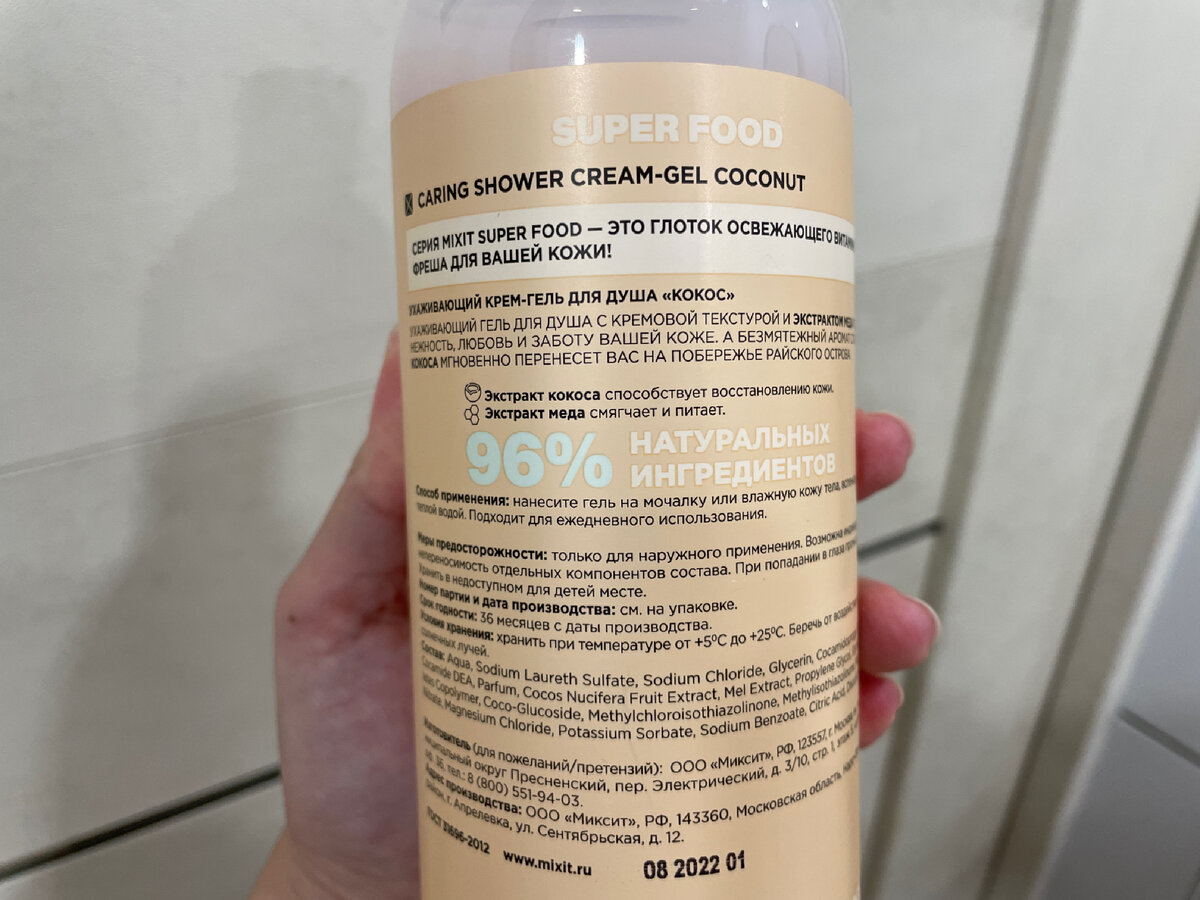 SUPER FOOD
CARING SHOWER CREAM-GEL COCONUT
СЕРИЯ MIXIT SUPER FOOD — ЭТО ГЛОТОК ОСВЕЖАЮЩЕГО
ФРЕША ДЛЯ ВАШЕЙ КОЖИ!
УХАЖИВАЮЩИЙ КРЕМ-ГЕЛЬ ДЛЯ ДУША «КОКОС»
УХАЖИВАЮЩИЙ ГЕЛЬ ДЛЯ ДУША С КРЕМОВОЙ ТЕКСТУРОЙ И ЭКСТРАКТОМ МЕДА
НЕЖНОСТЬ, ЛЮБОВЬ И ЗАБОТУ ВАШЕЙ КОЖЕ. А БЕЗМЯТЕЖНЫЙ АРОМАТ
КОКОСА МГНОВЕННО ПЕРЕНЕСЕТ ВАС НА ПОБЕРЕЖЬЕ РАЙСКОГО ОСТРОВА
Экстракт кокоса способствует восстановлению кожи.
Экстракт меда смягчает и питает.
96% НАТУРАЛЬНЫХ
ИНГРЕДИЕНТОВ
Способ применения: нанесите гель на мочалку или влажную кожу тела,
теплой водой. Подходит для ежедневного использования.
Меры предосторожности: только для наружного применения. Возможна
непереносимость отдельных компонентов состава. При попадании в глаза
Хранить в недоступном для детей месте.
Номер партии и дата производства: см. на упаковке.
Срок годности: 36 месяцев с даты производства.
Условия хранения: хранить при температуре от +5°C до +25°C. Беречь от
солнечных лучей.
Состав: Aqua, Sodium Laureth Sulfate, Sodium Chloride, Glycerin,
Cocamide DEA, Parfum, Cocos Nucifera Fruit Extract, Mel Extract, Propylene Glycol,
Copolymer, Coco-Glucoside, Methylchloroisothiazolinone, Methylisothiazolinone,
Magnesium Chloride, Potassium Sorbate, Sodium Benzoate, Citric Acid,
Изготовитель (для пожеланий/претензий): ООО «Миксит», РФ, 123557, г. Москва
округ Пресненский, пер. Электрический, д. 3/10, стр. 1,
36, тел.: 8 (800) 551-94-03.
Адрес производства: ООО «Миксит», РФ, 143360, Московская область,
г. Апрелевка, ул. Сентябрьская, д. 12.
ГОСТ 31696-2012 www.mixit.ru 08 2022 01